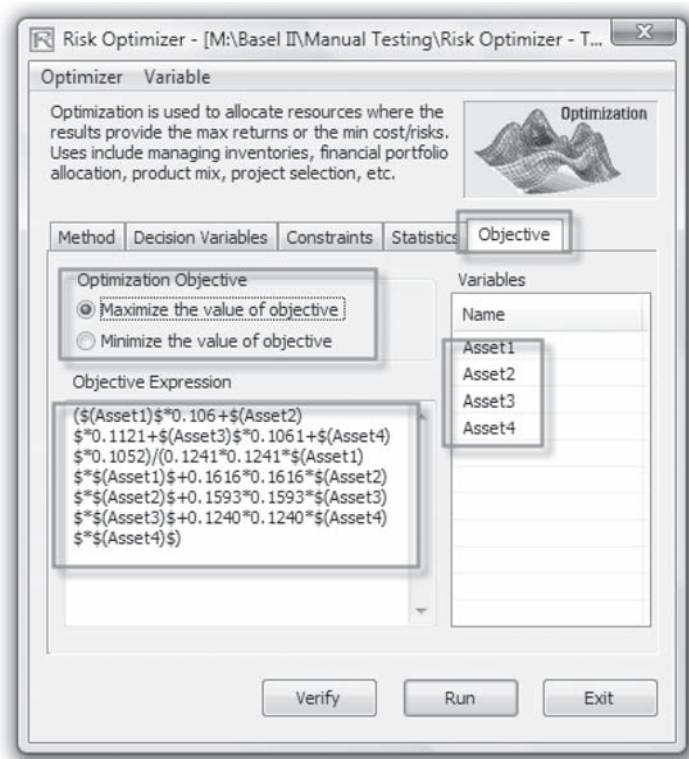 Risk Optimizer - [M:\Basel II\Manual Testing\Risk Optimizer - T...
Optimizer Variable
Optimization is used to allocate resources where the
results provide the max returns or the min cost/risks.
Uses include managing inventories, financial portfolio
allocation, product mix, project selection, etc.
Optimization
Method Decision Variables Constraints Statistics Objective
Optimization Objective
Maximize the value of objective
Minimize the value of objective
Objective Expression
($(Asset1)$*0.106+$(Asset2)
$*0.1121+$(Asset3)$*0.1061+$(Asset4)
$*0.1052)/(0.1241*0.1241*$(Asset1)
$*$(Asset1)$+0.1616*0.1616*$(Asset2)
$*$(Asset2)$+0.1593*0.1593*$(Asset3)
$*$(Asset3)$+0.1240*0.1240*$(Asset4)
$*$(Asset4)$)
Variables
Name
Asset1
Asset2
Asset3
Asset4
Verify Run Exit